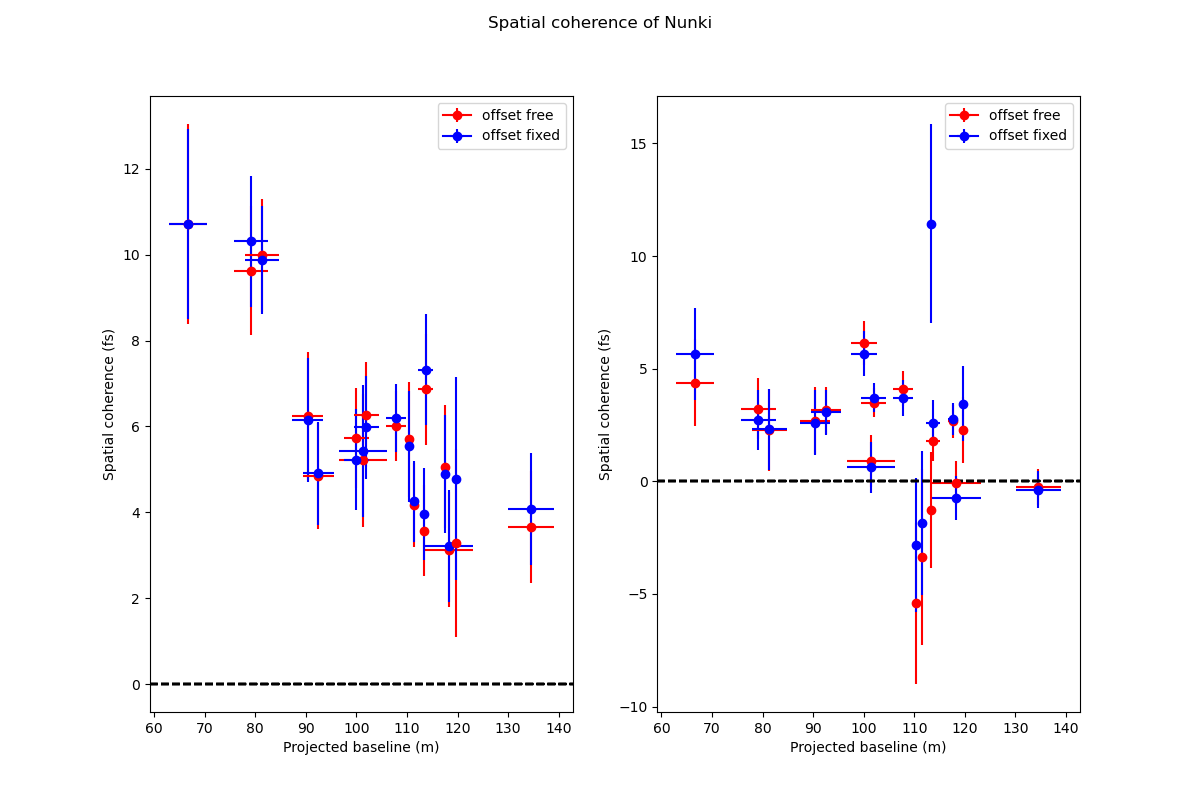 Spatial coherence of Nunki
offset free
offset fixed
Spatial coherence (fs)
12
10
8
6
4
2
0
60 70 80 90 100 110 120 130 140
Projected baseline (m)
offset free
offset fixed
Spatial coherence (fs)
15
10
5
0
−5
−10
60 70 80 90 100 110 120 130 140
Projected baseline (m)